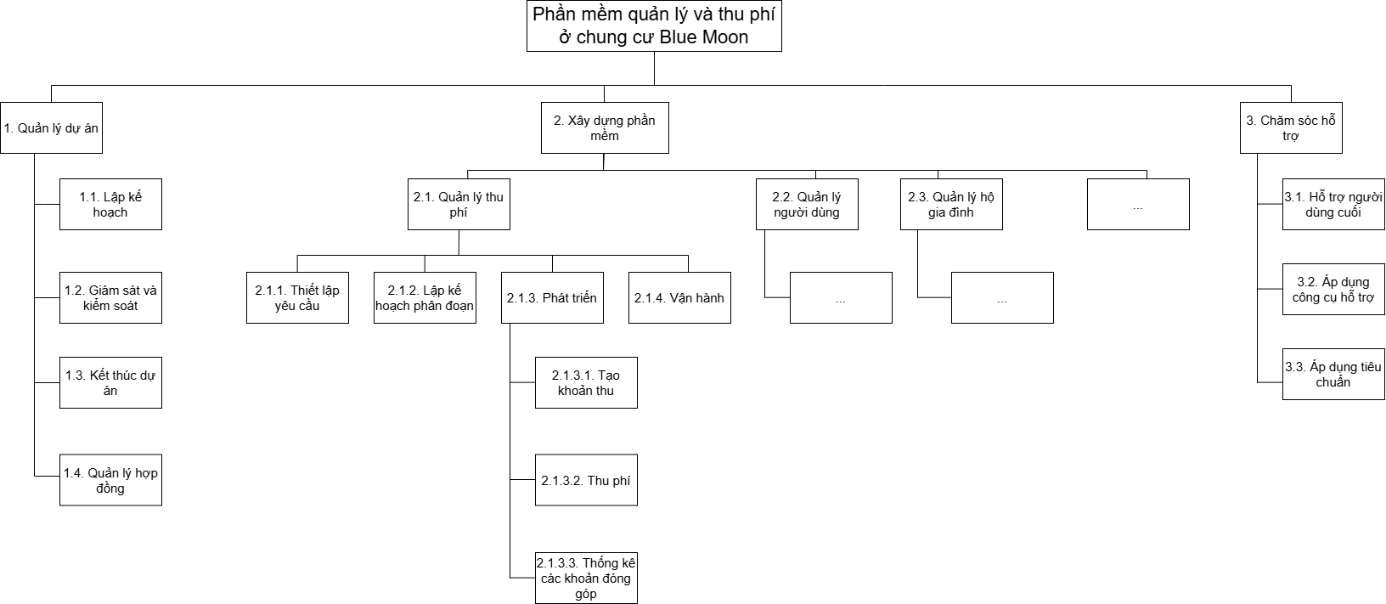 Phần mềm quản lý và thu phí
ở chung cư Blue Moon
1. Quản lý dự án
2. Xây dựng phần
mềm
3. Chăm sóc hỗ
trợ
1.1. Lập kế
hoạch
2.1. Quản lý thu
phí
2.2. Quản lý
người dùng
2.3. Quản lý hộ
gia đình
...
3.1. Hỗ trợ người
dùng cuối
1.2. Giám sát và
kiểm soát
2.1.1. Thiết lập
yêu cầu
2.1.2. Lập kế
hoạch phân đoạn
2.1.3. Phát triển
2.1.4. Vận hành
...
...
3.2. Áp dụng
công cụ hỗ trợ
1.3. Kết thúc dự
án
2.1.3.1. Tạo
khoản thu
3.3. Áp dụng tiêu
chuẩn
1.4. Quản lý hợp
đồng
2.1.3.2. Thu phí
2.1.3.3. Thống kê
các khoản đóng
góp